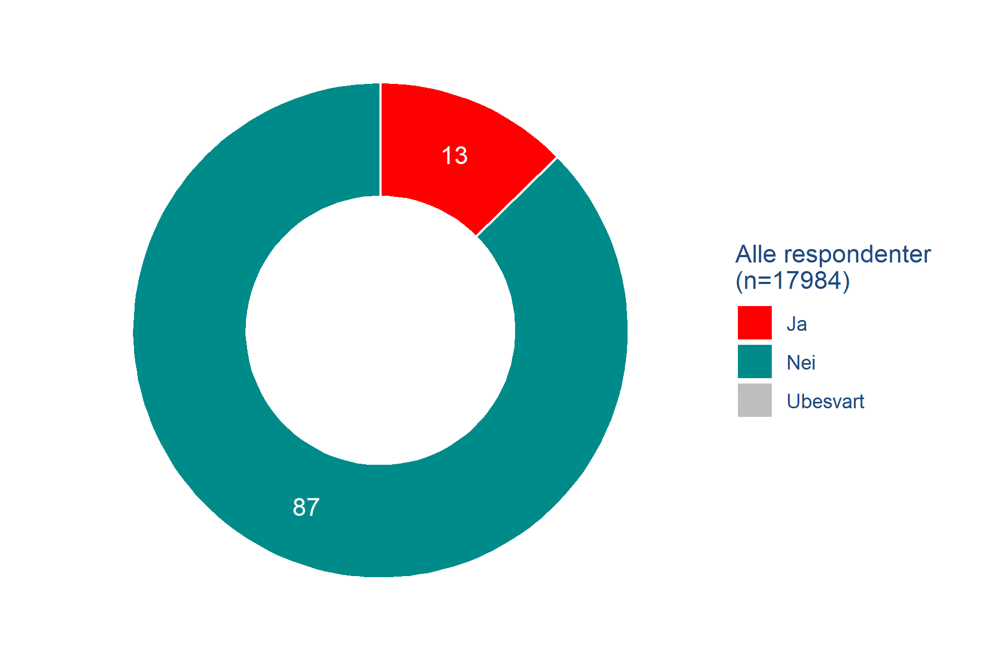 13
87
Alle respondenter
(n=17984)
Ja
Nei
Ubesvart